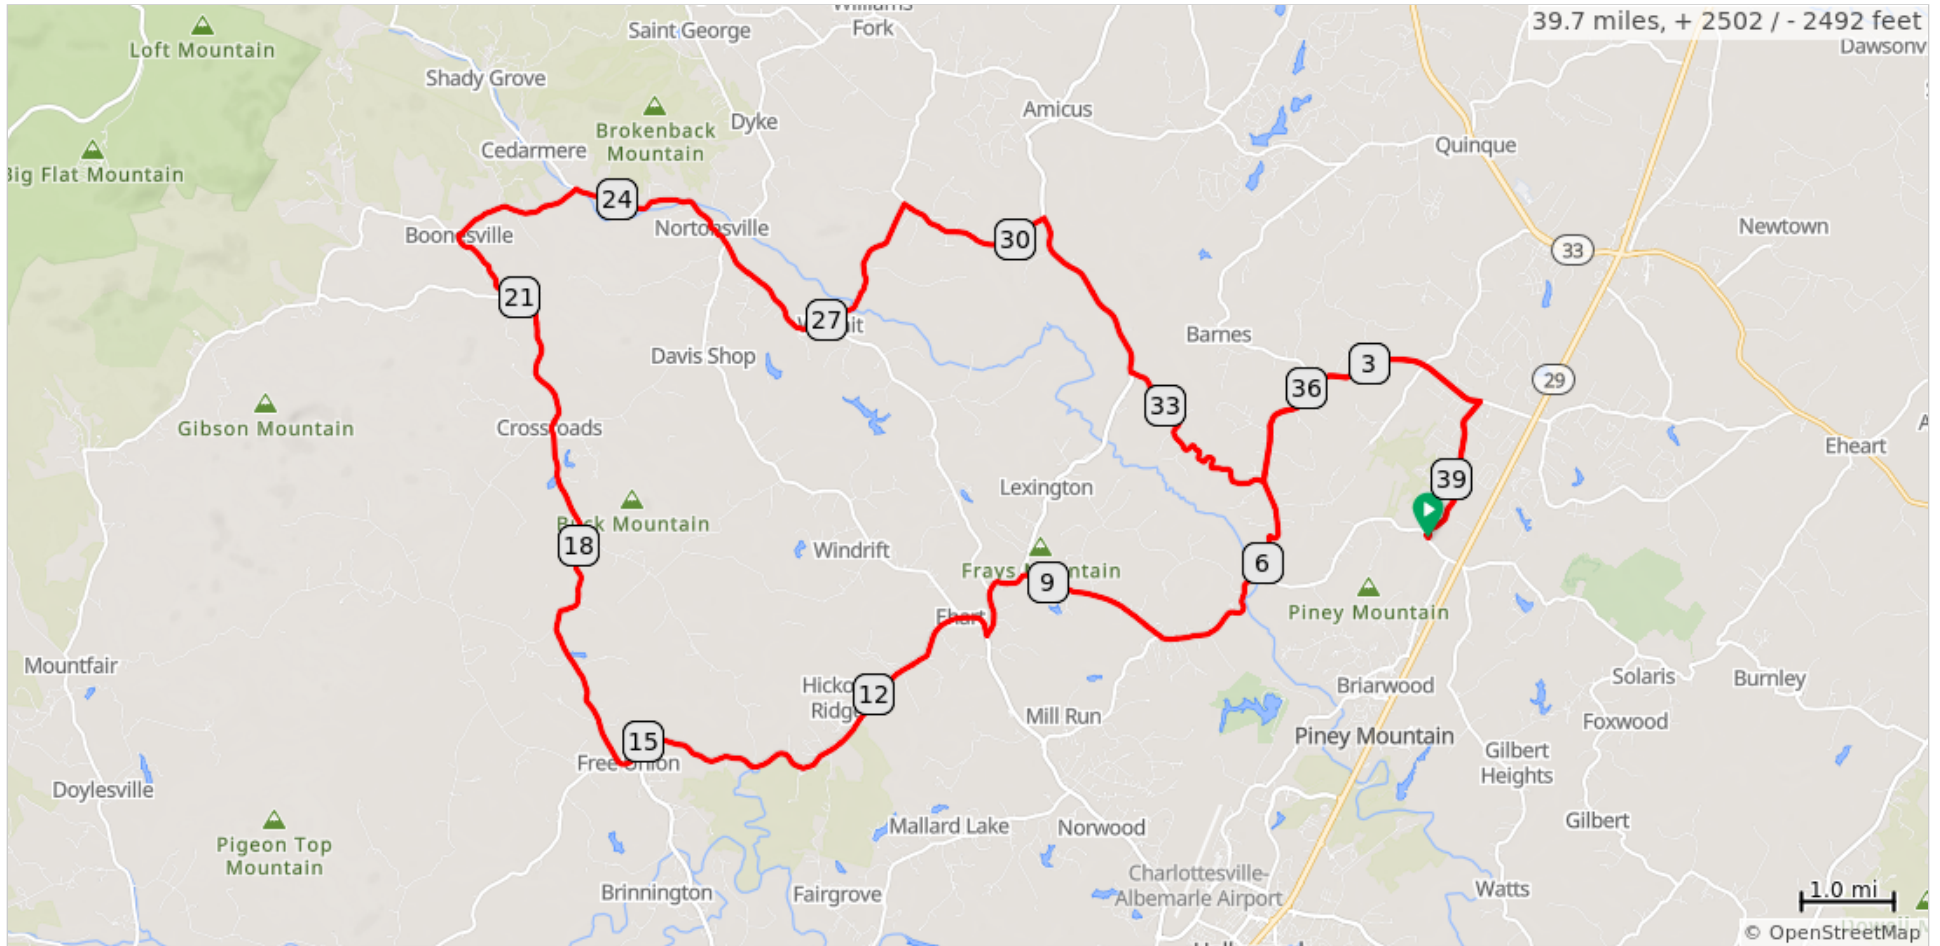 Williams
Fork
39.7 miles, + 2502 / - 2492 feet
Saint George
Loft Mountain
Shady Grove
Amicus
Dyke
Brokenback
Mountain
Quinque
Cedarmere
Big Flat Mountain
24
Newtown
Nortonsville
Boonesville
30
33
21
27
Barnes
Davis Shop
3
29
36
33
Gibson Mountain
Crossroads
Eheart
39
Lexington
Buck Mountain
18
Windrift
6
Frays Mountain
9
Piney Mountain
Ehart
Mountfair
Solaris
Burnley
Briarwood
Hickory
Ridge
12
Mill Run
Foxwood
Piney Mountain
15
Gilbert
Heights
Free Union
Doylesville
Gilbert
Mallard Lake
Norwood
Pigeon Top
Mountain
Charlottesville-
Albemarle Airport
Brinnington
Fairgrove
Watts
1.0 mi
© OpenStreetMap